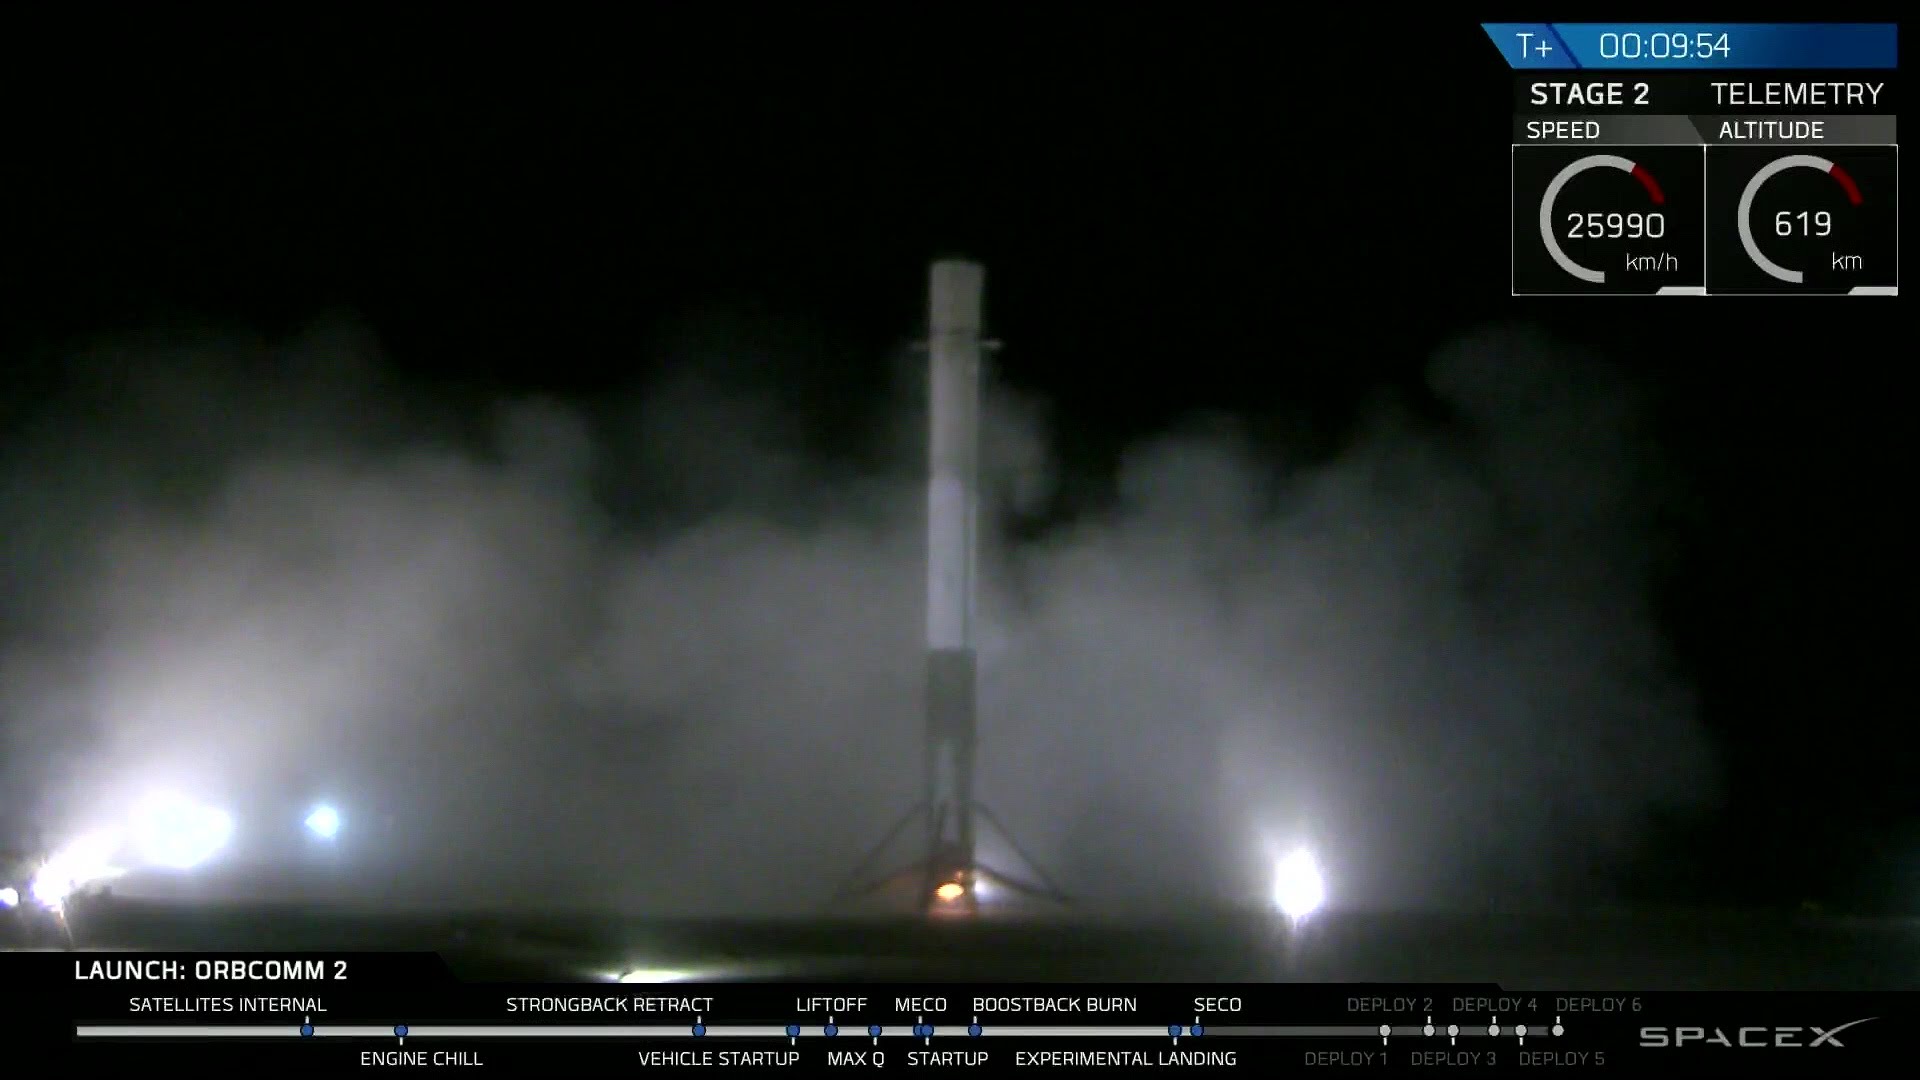 T+ 00:09:54
STAGE 2 TELEMETRY
SPEED ALTITUDE
25990 619
km/h km
LAUNCH: ORBCOMM 2
SATELLITES INTERNAL STRONGBACK RETRACT LIFTOFF MECO BOOSTBACK BURN SECO DEPLOY 2 DEPLOY 4 DEPLOY 6
ENGINE CHILL VEHICLE STARTUP MAX Q STARTUP EXPERIMENTAL LANDING DEPLOY 1 DEPLOY 3 DEPLOY 5
SPACEX